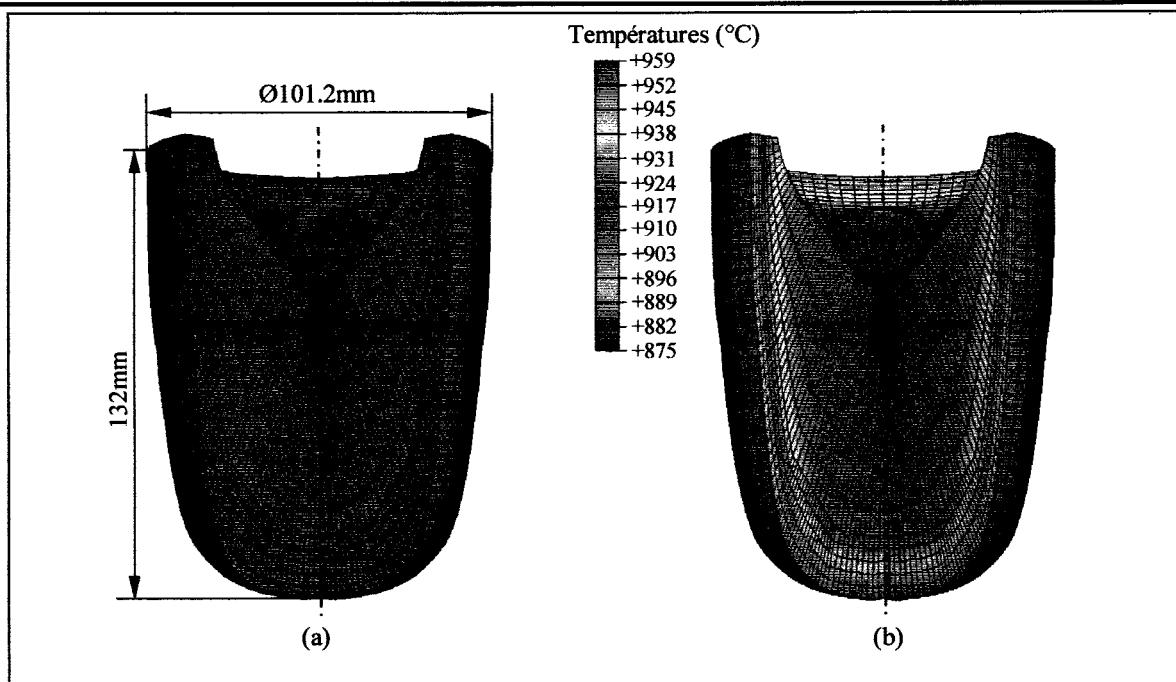 Températures (°C)
+959
+952
+945
+938
+931
+924
+917
+910
+903
+896
+889
+882
+875
Ø101.2mm
132mm
(a)
(b)